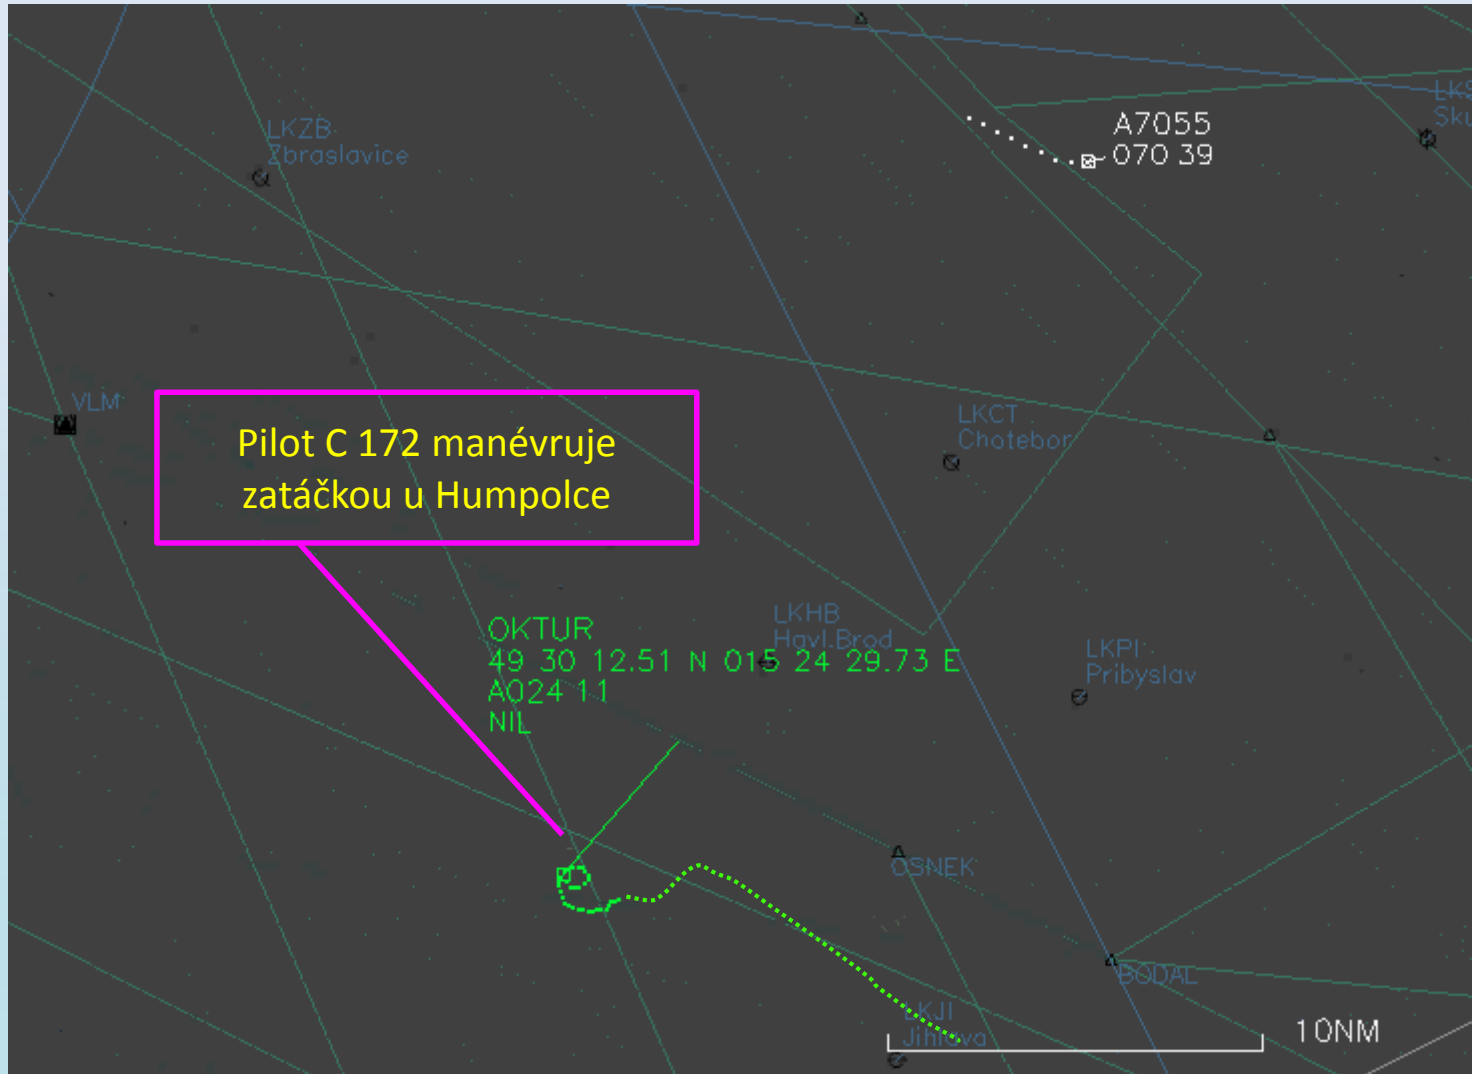 A7055
070 39
LKZB
Zbraslavice
VLM
Pilot C 172 manévruje
zatáčkou u Humpolce
LKCT
Chotebor
OKTUR
49 30 12.51 N 015 24 29.73 E
A024 11
NIL
LKHB
Havl.Brod
LKPI
Pribyslav
OSNEK
BODAL
LKJI
Jihlava
10NM